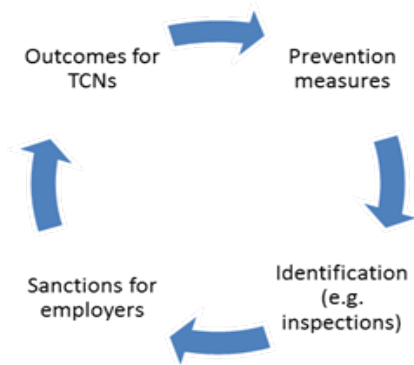 Outcomes for
TCNs
Prevention
measures
Identification
(e.g.
inspections)
Sanctions for
employers